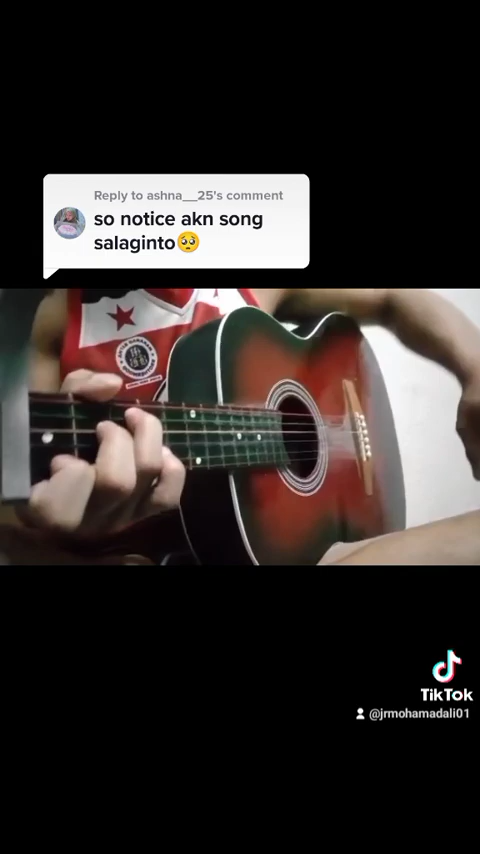 Reply to ashna__25's comment
so notice akn song
salaginto🥺
TikTok
@jrmohamadali01